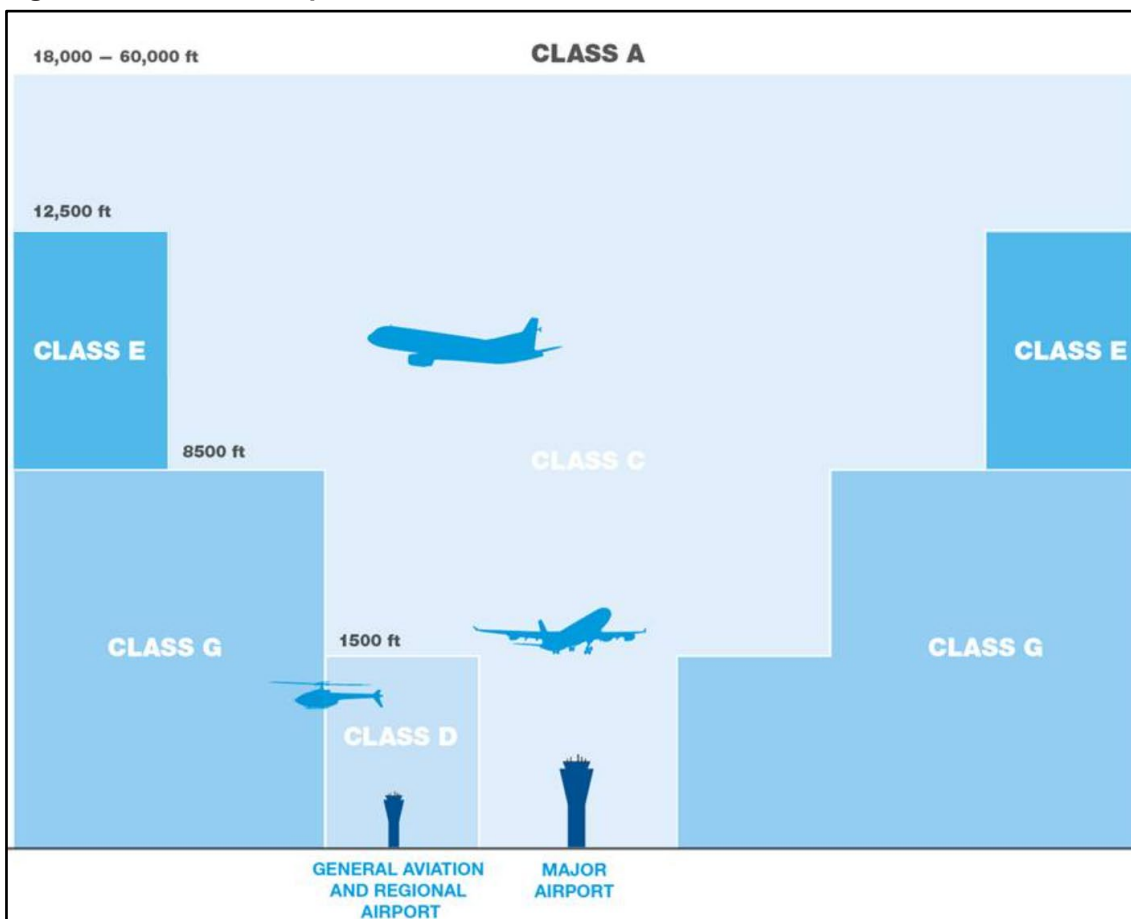 18,000 – 60,000 ft
CLASS A
12,500 ft
CLASS E
CLASS E
8500 ft
CLASS C
CLASS G
1500 ft
CLASS G
CLASS D
GENERAL AVIATION
AND REGIONAL
AIRPORT
MAJOR
AIRPORT